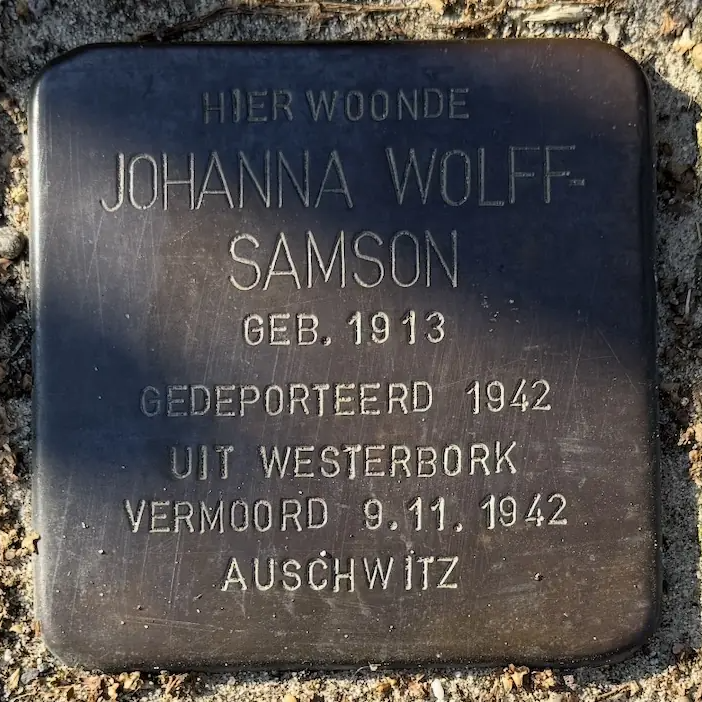 HIER WOONDE
JOHANNA WOLFF-
SAMSON
GEB. 1913
GEDEPORTEERD 1942
UIT WESTERBORK
VERMOORD 9.11.1942
AUSCHWITZ